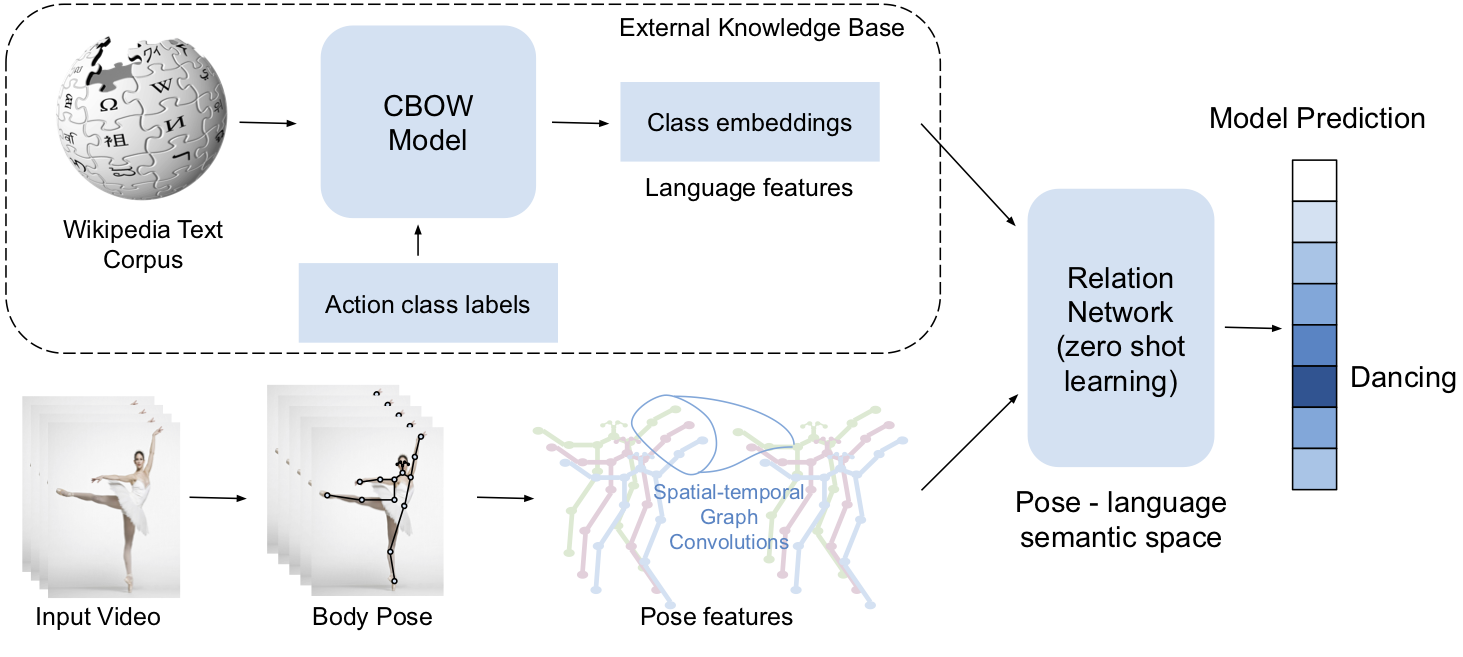 External Knowledge Base
Ω
W
И
祖
CBOW
Model
Class embeddings
Language features
Wikipedia Text
Corpus
Action class labels
Model Prediction
Relation
Network
(zero shot
learning)
Dancing
Pose - language
semantic space
Spatial-temporal
Graph
Convolutions
Input Video
Body Pose
Pose features